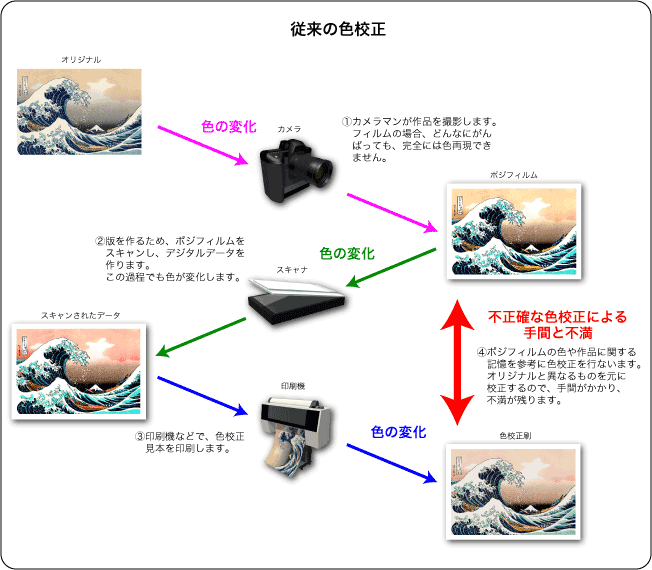 従来の色校正
オリジナル
色の変化
カメラ
①カメラマンが作品を撮影します。
フィルムの場合、どんなにがん
ばっても、完全には色再現でき
ません。
ポジフィルム
②版を作るため、ポジフィルムを
スキャンし、デジタルデータを
作ります。
この過程でも色が変化します。
色の変化
スキャナ
スキャンされたデータ
不正確な色校正による
手間と不満
④ポジフィルムの色や作品に関する
記憶を参考に色校正を行ないます。
オリジナルと異なるものを元に
校正するので、手間がかかり、
不満が残ります。
印刷機
③印刷機などで、色校正
見本を印刷します。
色の変化
色校正刷